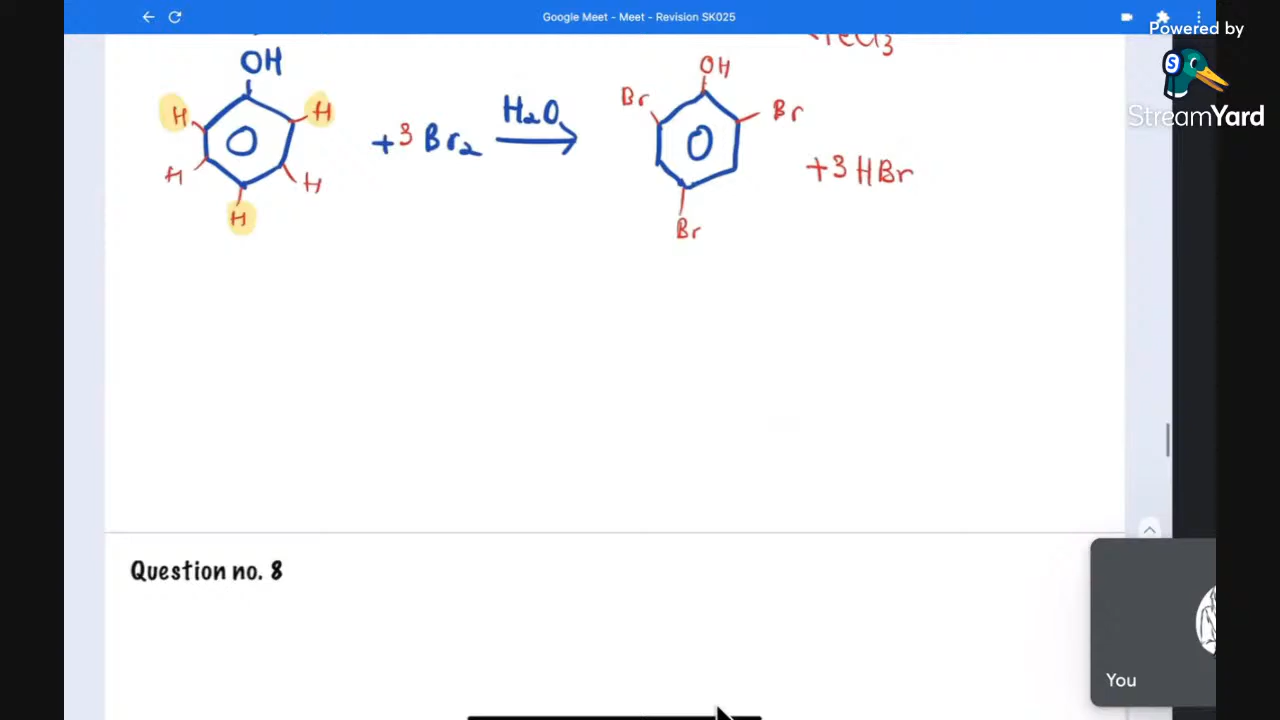 Google Meet - Meet - Revision SK025
Powered by
S
StreamYard
FeCl₃
OH
H
H
H
H
H
+ 3 Br₂
H₂O
OH
Br
Br
Br
+ 3 HBr
Question no. 8
You